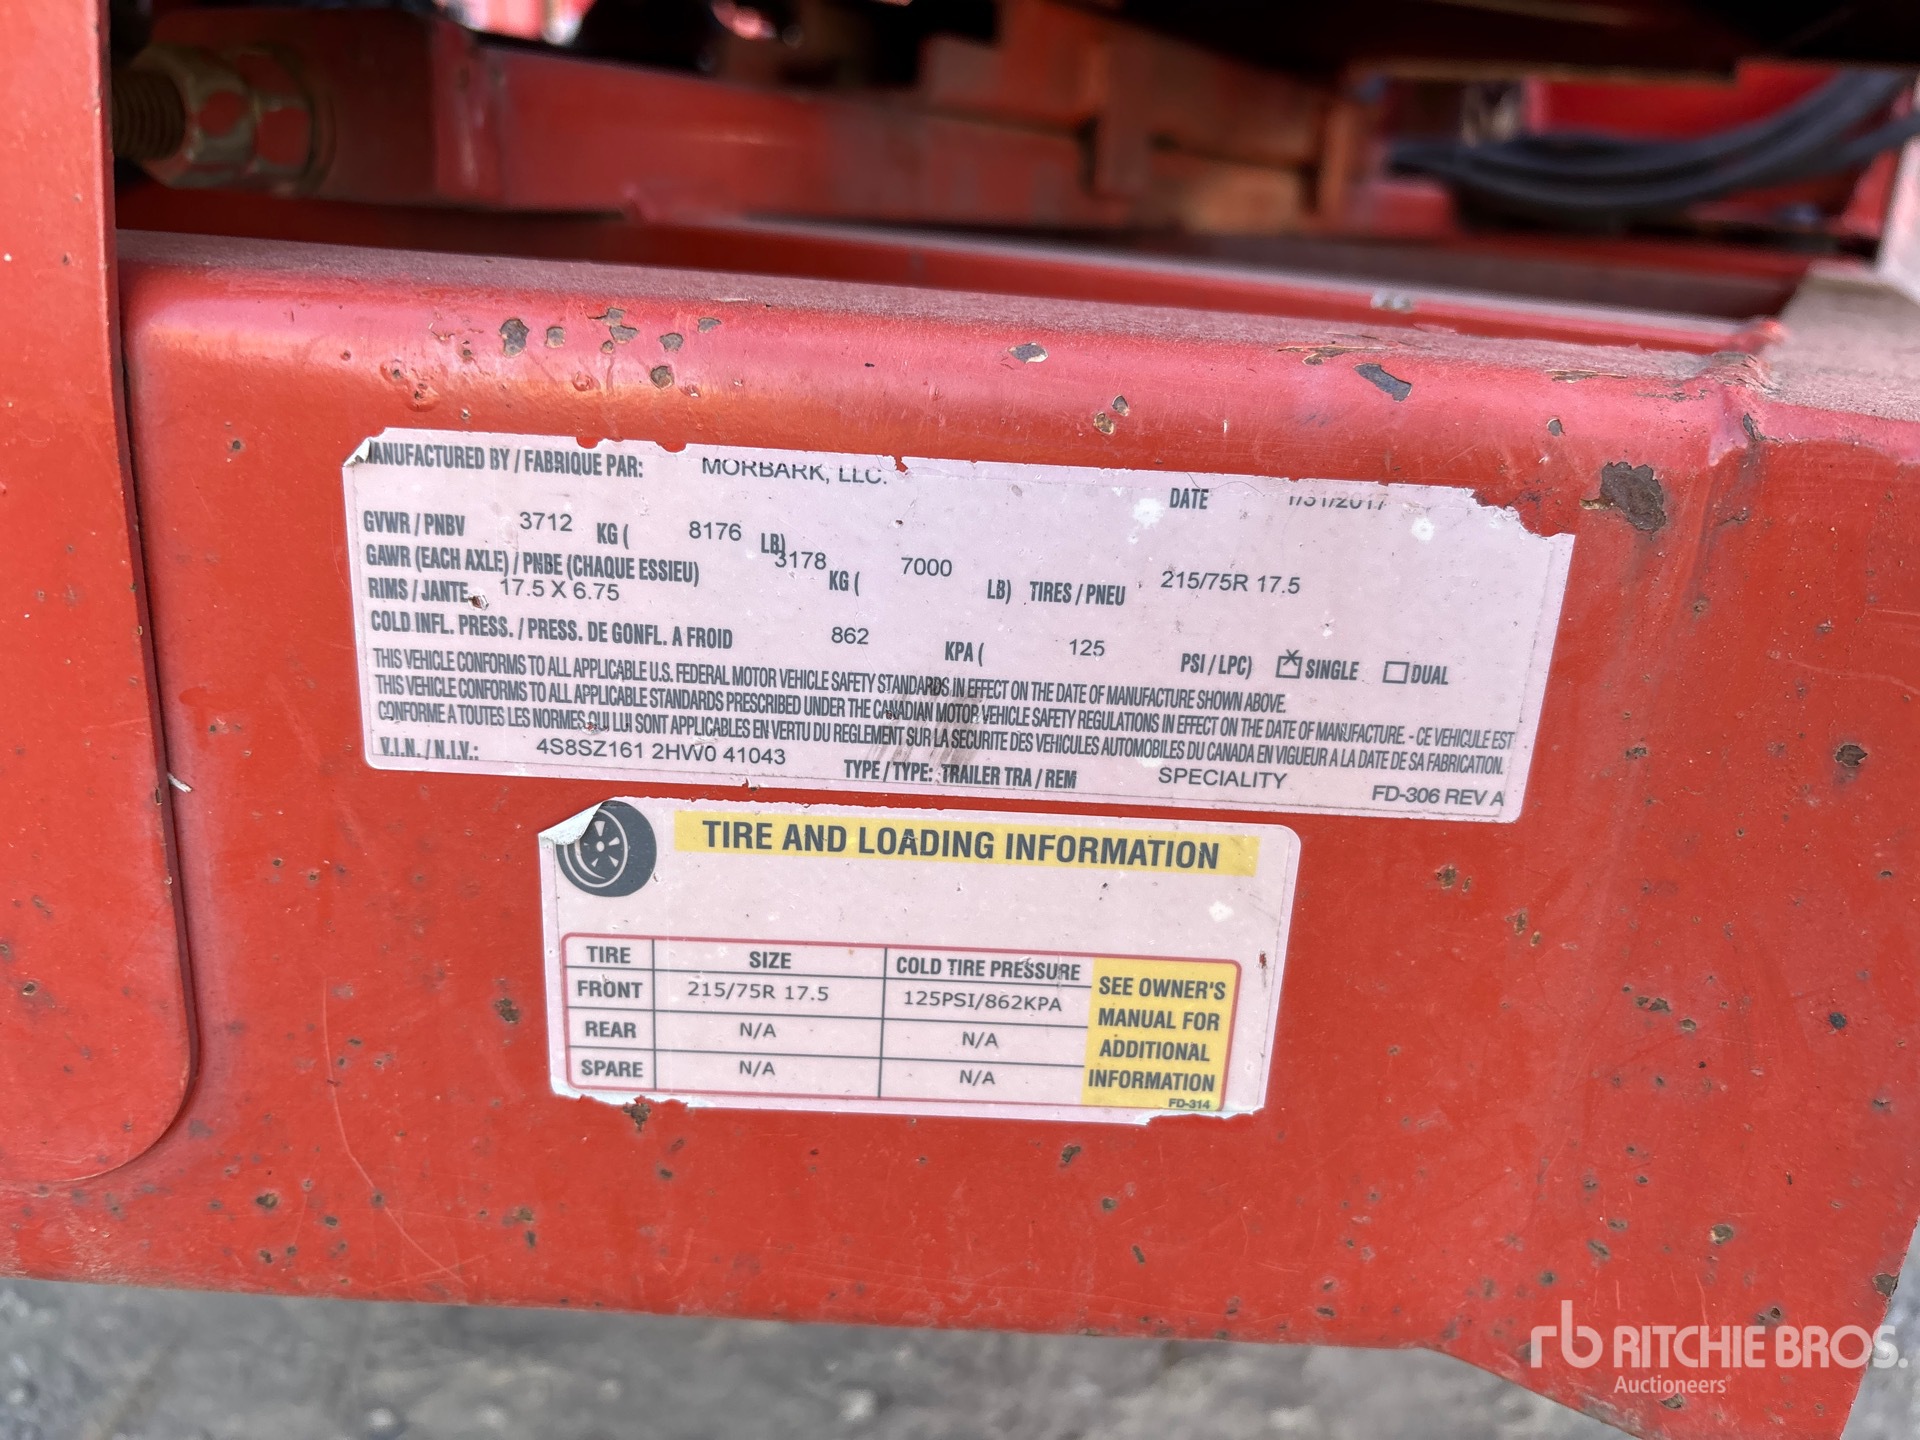 MANUFACTURED BY / FABRIQUE PAR: MORBARK, LLC. DATE 1/31/2017
GVWR / PNBV 3712 KG ( 8176 LB)
GAWR (EACH AXLE) / PNBE (CHAQUE ESSIEU) 3178 KG ( 7000 LB) TIRES / PNEU 215/75R 17.5
RIMS / JANTE 17.5 X 6.75
COLD INFL. PRESS. / PRESS. DE GONFL. A FROID 862 KPA ( 125 PSI / LPC) X SINGLE DUAL
THIS VEHICLE CONFORMS TO ALL APPLICABLE U.S. FEDERAL MOTOR VEHICLE SAFETY STANDARDS IN EFFECT ON THE DATE OF MANUFACTURE SHOWN ABOVE.
THIS VEHICLE CONFORMS TO ALL APPLICABLE STANDARDS PRESCRIBED UNDER THE CANADIAN MOTOR VEHICLE SAFETY REGULATIONS IN EFFECT ON THE DATE OF MANUFACTURE. - CE VEHICULE EST
CONFORME A TOUTES LES NORMES QUI LUI SONT APPLICABLES EN VERTU DU REGLEMENT SUR LA SECURITE DES VEHICULES AUTOMOBILES DU CANADA EN VIGUEUR A LA DATE DE SA FABRICATION.
V.I.N. / N.I.V.: 4S8SZ161 2HW0 41043 TYPE / TYPE: TRAILER TRA / REM SPECIALITY FD-306 REV A
TIRE AND LOADING INFORMATION
TIRE SIZE COLD TIRE PRESSURE
FRONT 215/75R 17.5 125PSI/862KPA
REAR N/A N/A
SPARE N/A N/A
SEE OWNER'S
MANUAL FOR
ADDITIONAL
INFORMATION
FD-314
rb RITCHIE BROS.
Auctioneers